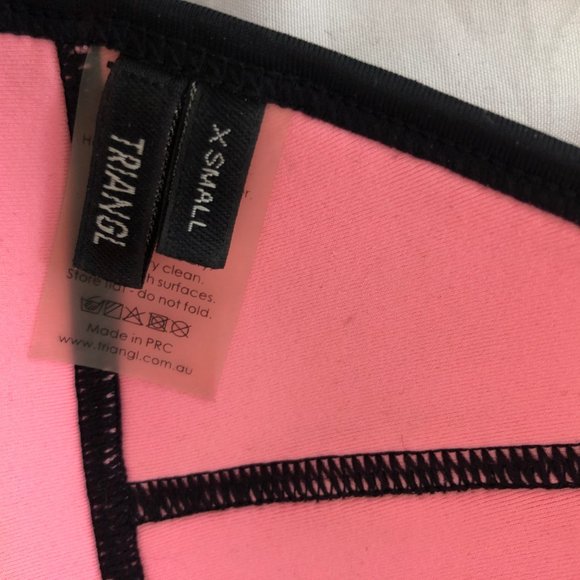 TRIANGL
X SMALL
y clean.
Store flat - h surfaces.
do not fold.
Made in PRC
www.triangl.com.au